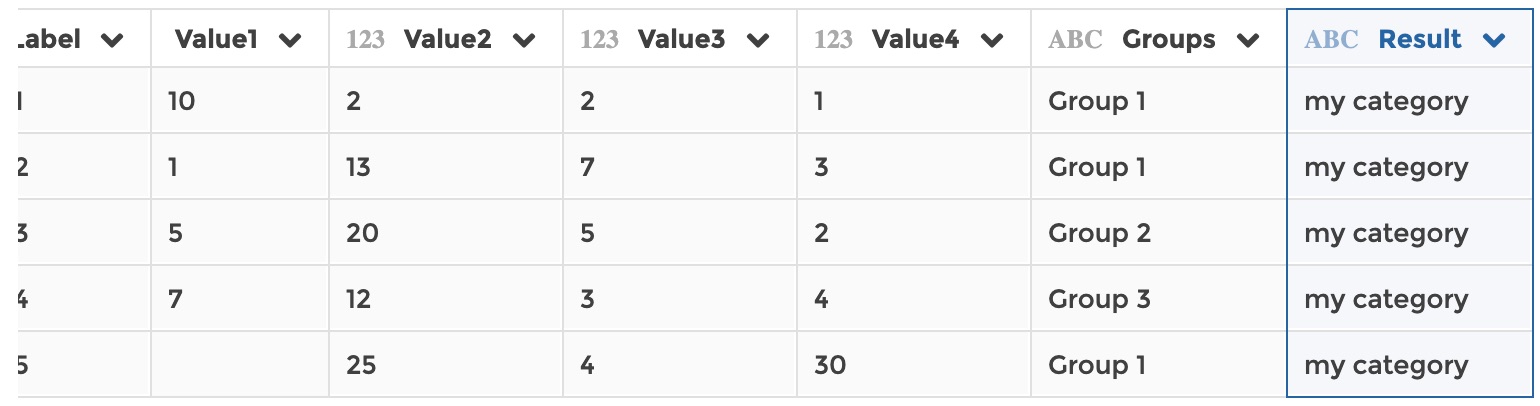 Label Value1 123 Value2 123 Value3 123 Value4 ABC Groups ABC Result
1 10 2 2 1 Group 1 my category
2 1 13 7 3 Group 1 my category
3 5 20 5 2 Group 2 my category
4 7 12 3 4 Group 3 my category
5 25 4 30 Group 1 my category